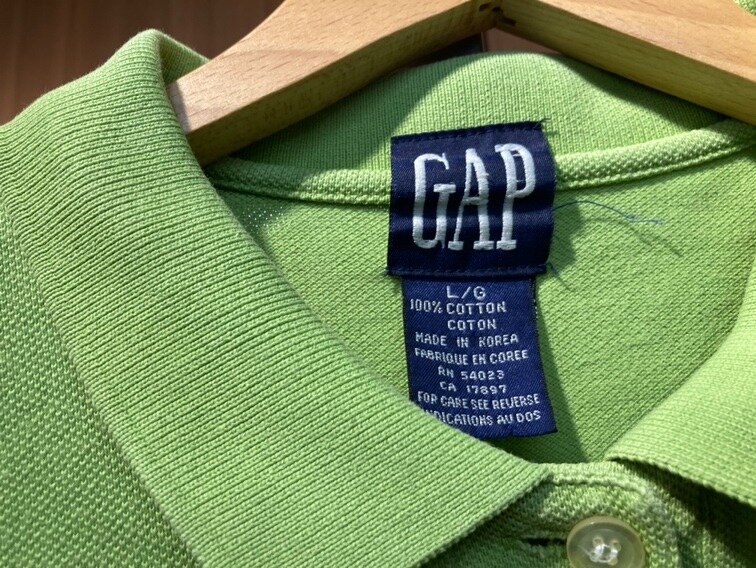 GAP
L/G
100% COTTON
COTON
MADE IN KOREA
FABRIQUE EN COREE
RN 54023
CA 17897
FOR CARE SEE REVERSE
INDICATIONS AU DOS